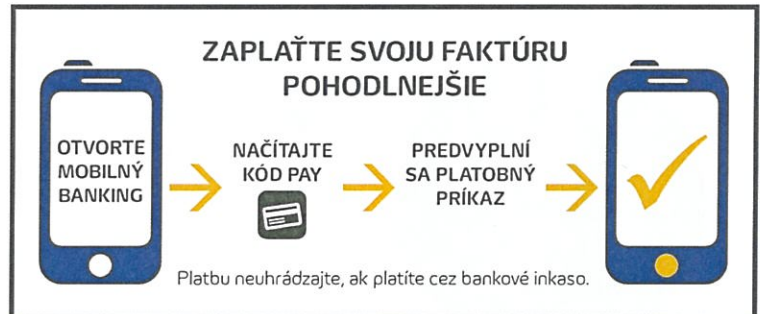 ZAPLAŤTE SVOJU FAKTÚRU
POHODLNEJŠIE
OTVORTE
MOBILNÝ
BANKING
NAČÍTAJTE
KÓD PAY
PREDVYPLNÍ
SA PLATOBNÝ
PRÍKAZ
Platbu neuhrádzajte, ak platíte cez bankové inkaso.